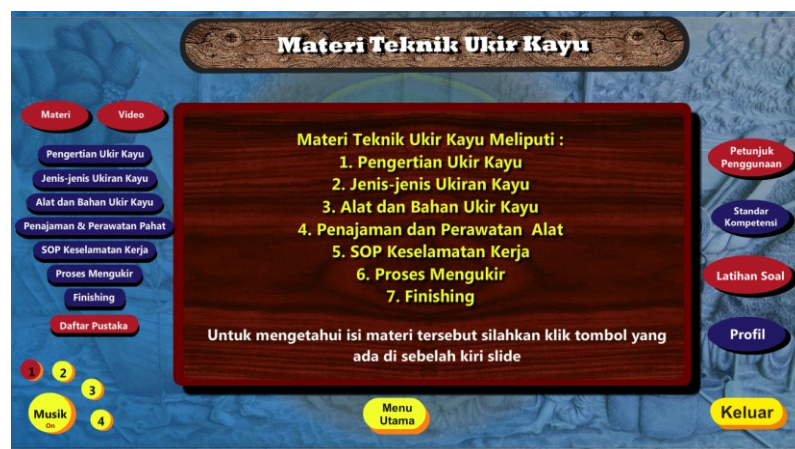 Materi Teknik Ukir Kayu
Materi
Video
Pengertian Ukir Kayu
Jenis-jenis Ukiran Kayu
Alat dan Bahan Ukir Kayu
Penajaman & Perawatan Pahat
SOP Keselamatan Kerja
Proses Mengukir
Finishing
Daftar Pustaka
1
2
3
4
Musik
On
Materi Teknik Ukir Kayu Meliputi :
1. Pengertian Ukir Kayu
2. Jenis-jenis Ukiran Kayu
3. Alat dan Bahan Ukir Kayu
4. Penajaman dan Perawatan Alat
5. SOP Keselamatan Kerja
6. Proses Mengukir
7. Finishing
Untuk mengetahui isi materi tersebut silahkan klik tombol yang
ada di sebelah kiri slide
Menu
Utama
Petunjuk
Penggunaan
Standar
Kompetensi
Latihan Soal
Profil
Keluar